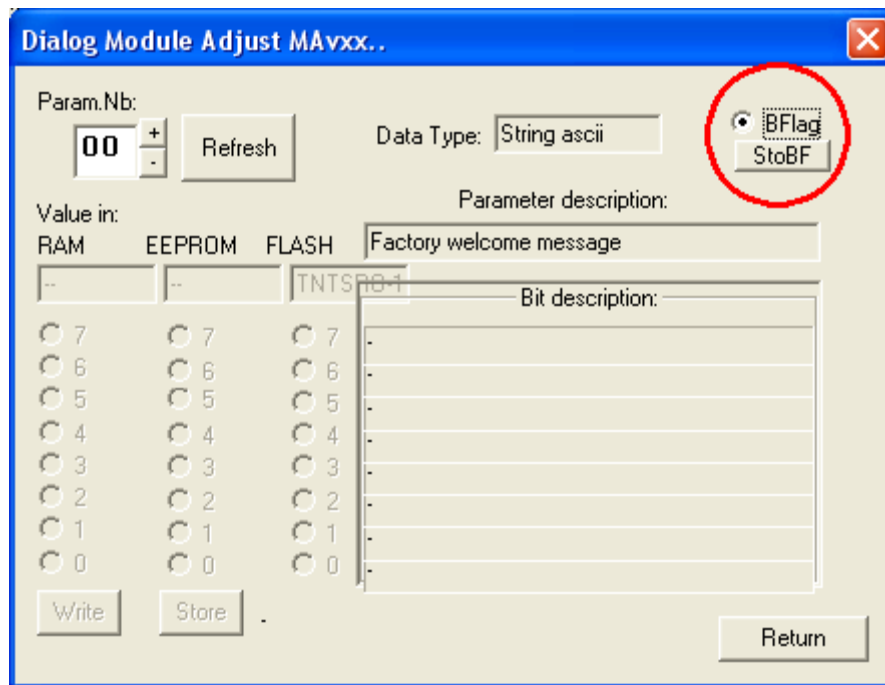 Dialog Module Adjust MAvxx..
Param.Nb:
00
+
-
Refresh
Data Type:
String ascii
BFlag
StoBF
Value in:
RAM EEPROM FLASH
Parameter description:
Factory welcome message
--
--
Bit description:
7 7 7 -
6 6 6 -
5 5 5 -
4 4 4 -
3 3 3 -
2 2 2 -
1 1 1 -
0 0 0 -
Write
Store
.
Return